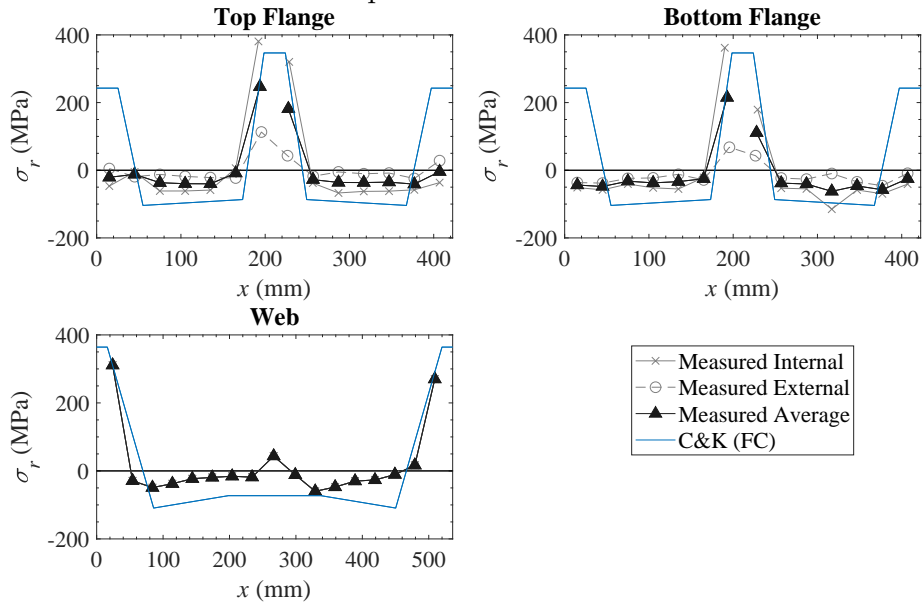 Top Flange
400
200
0
-200
0
100
200
300
400
σr (MPa)
x (mm)
Bottom Flange
400
200
0
-200
0
100
200
300
400
σr (MPa)
x (mm)
Web
400
200
0
-200
0
100
200
300
400
500
σr (MPa)
x (mm)
Measured Internal
Measured External
Measured Average
C&K (FC)